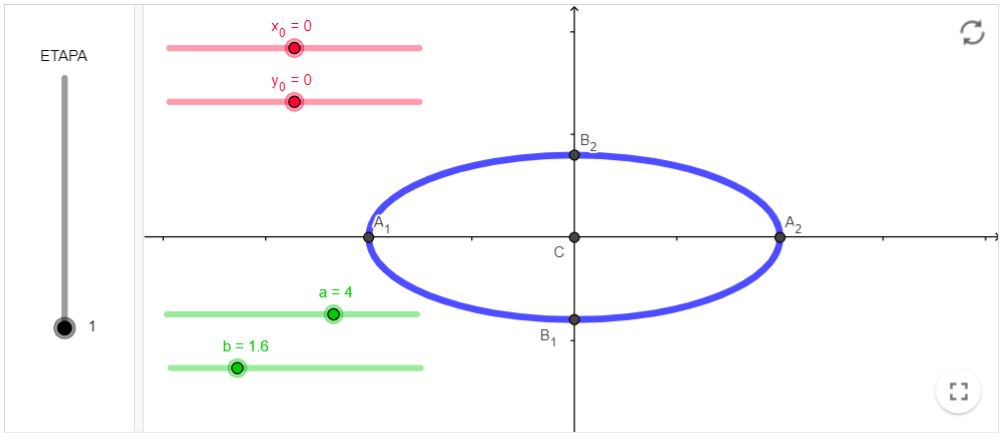 ETAPA
1
x₀ = 0
y₀ = 0
a = 4
b = 1.6
B₂
A₁
A₂
C
B₁